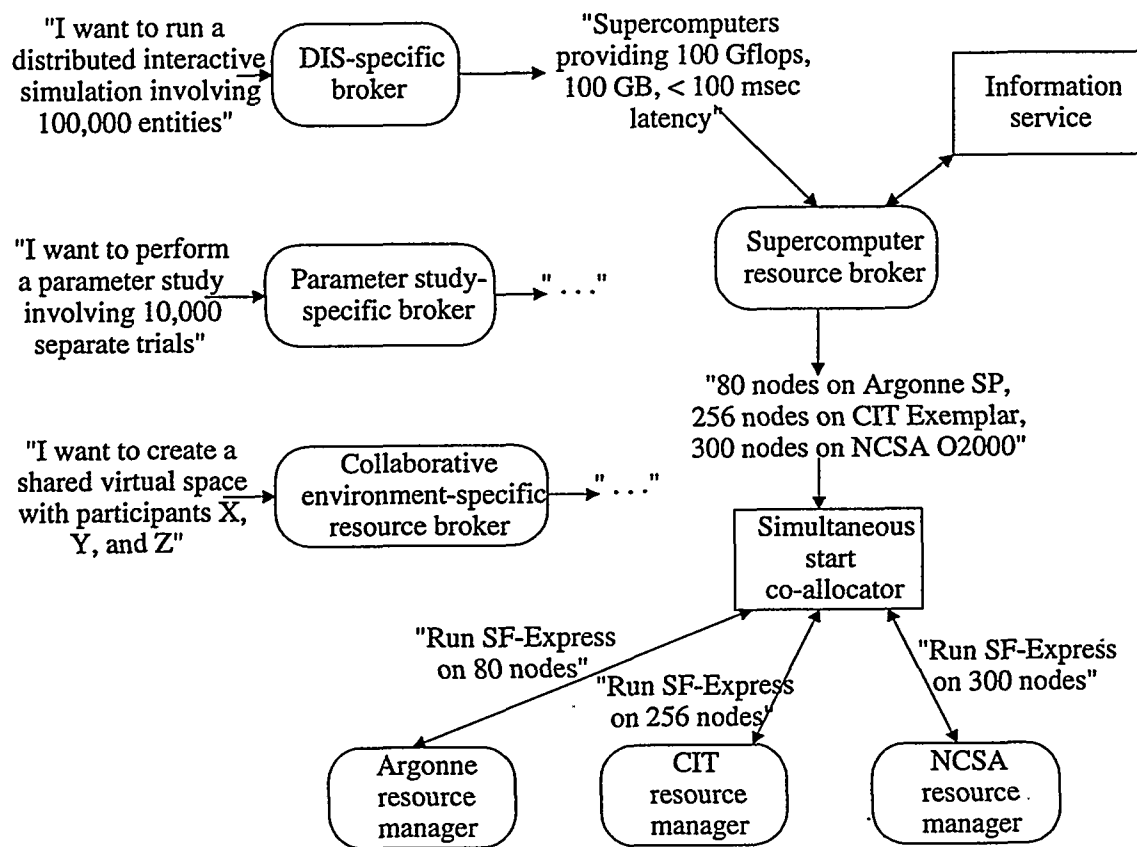 "I want to run a
distributed interactive
simulation involving
100,000 entities"
DIS-specific
broker
"Supercomputers
providing 100 Gflops,
100 GB, < 100 msec
latency"
Information
service
"I want to perform
a parameter study
involving 10,000
separate trials"
Parameter study-
specific broker
" . . ."
Supercomputer
resource broker
"80 nodes on Argonne SP,
256 nodes on CIT Exemplar,
300 nodes on NCSA O2000"
"I want to create a
shared virtual space
with participants X,
Y, and Z"
Collaborative
environment-specific
resource broker
" . . ."
Simultaneous
start
co-allocator
"Run SF-Express
on 80 nodes"
"Run SF-Express
on 256 nodes"
"Run SF-Express
on 300 nodes"
Argonne
resource
manager
CIT
resource
manager
NCSA
resource
manager